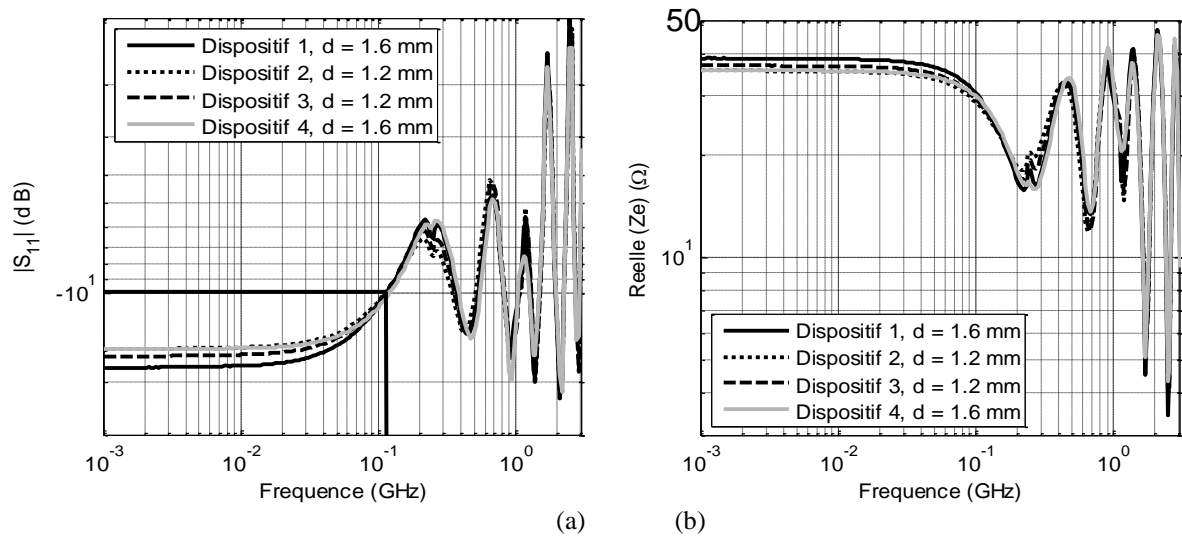 Dispositif 1, d = 1.6 mm
Dispositif 2, d = 1.2 mm
Dispositif 3, d = 1.2 mm
Dispositif 4, d = 1.6 mm
|S11| (dB)
-10^1
10^-3
10^-2
10^-1
10^0
Frequence (GHz)
(a)
50
Reelle (Ze) (Ω)
10^1
Dispositif 1, d = 1.6 mm
Dispositif 2, d = 1.2 mm
Dispositif 3, d = 1.2 mm
Dispositif 4, d = 1.6 mm
10^-3
10^-2
10^-1
10^0
Frequence (GHz)
(b)